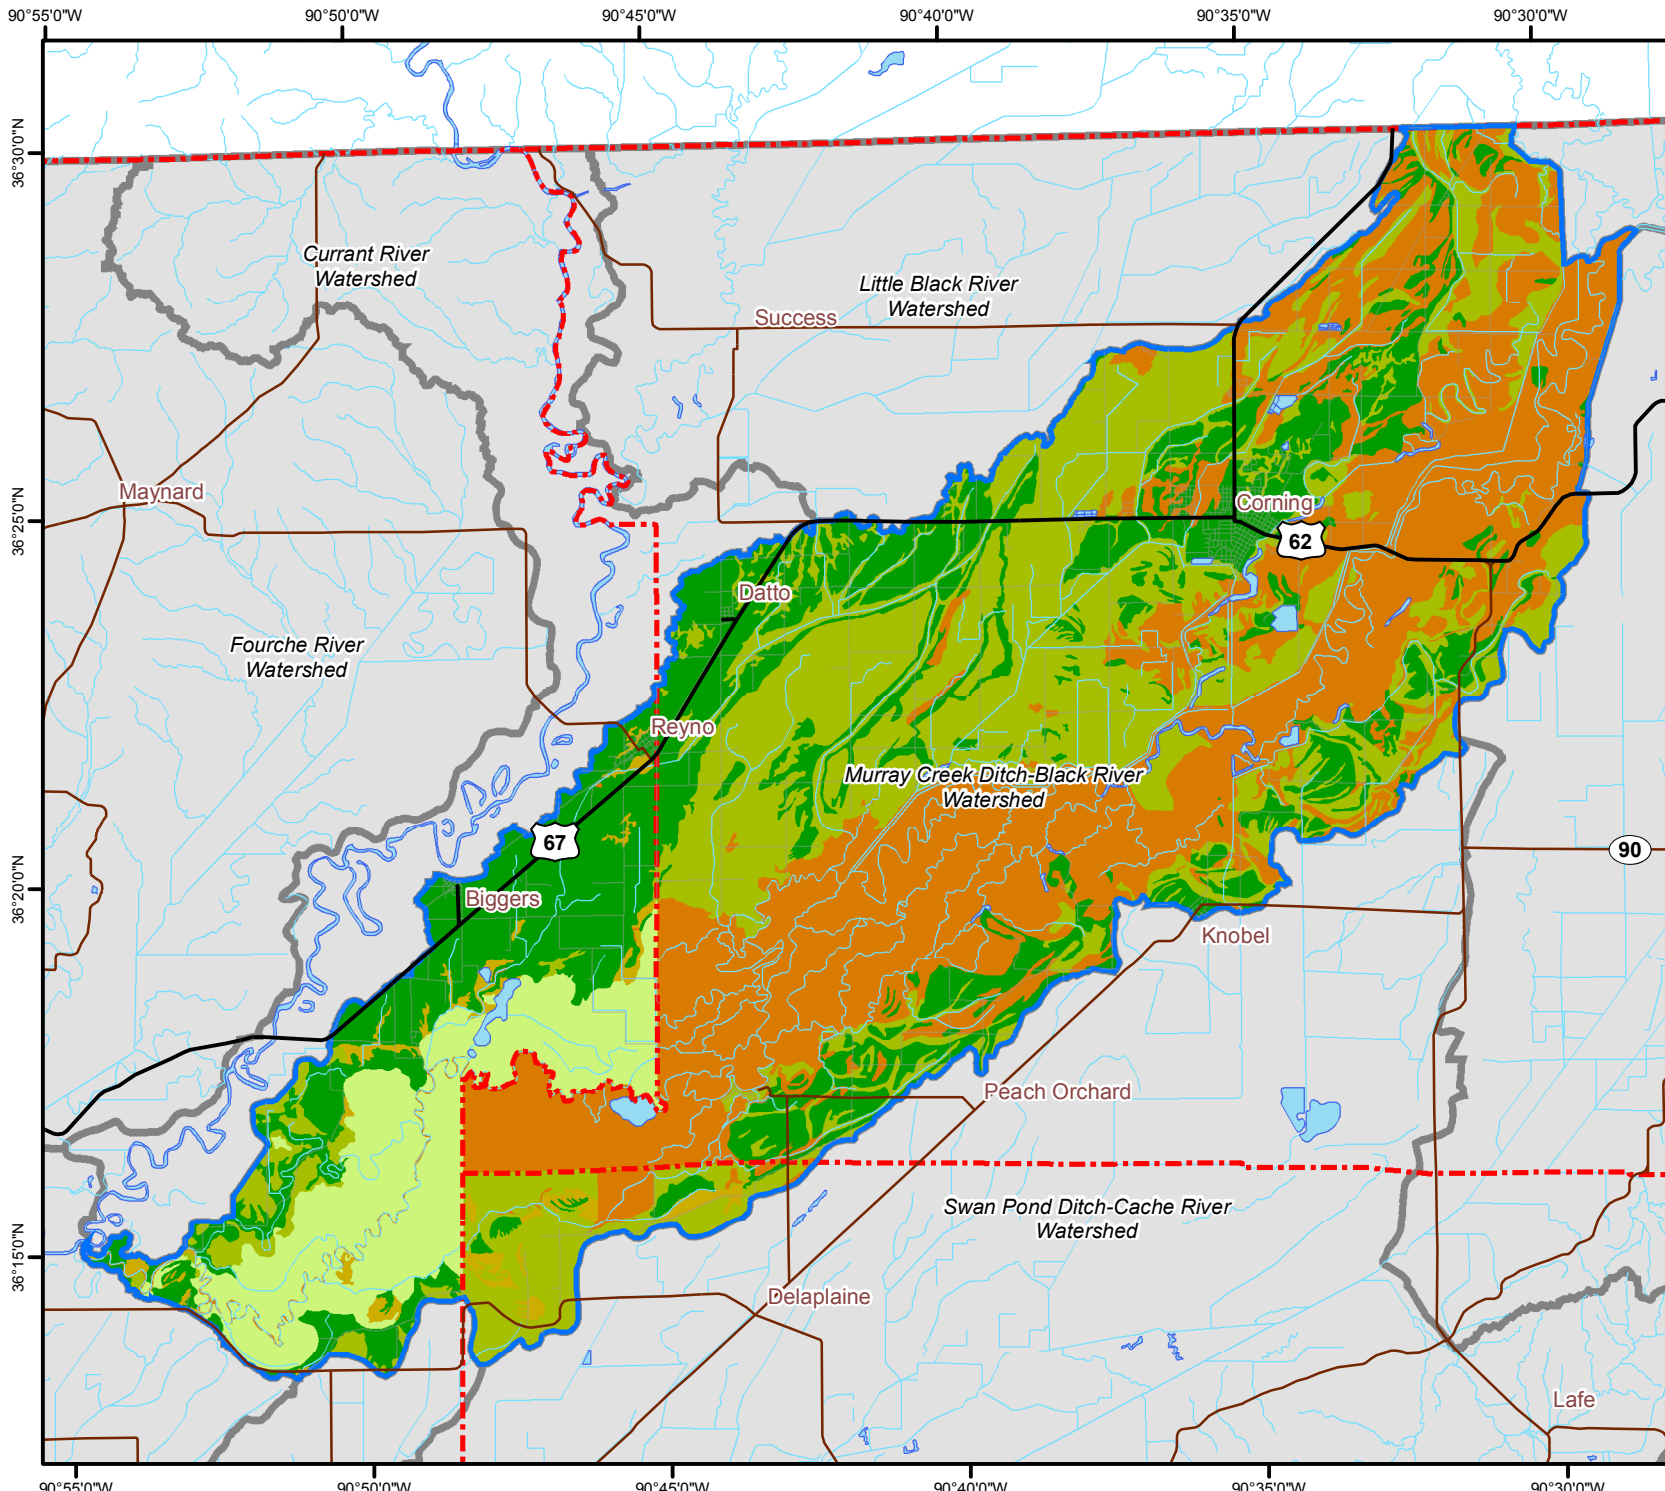 90°55'0"W 90°50'0"W 90°45'0"W 90°40'0"W 90°35'0"W 90°30'0"W
36°30'0"N
Currant River
Watershed
Little Black River
Watershed
Success
Maynard
36°25'0"N
Corning
62
Datto
Fourche River
Watershed
Reyno
Murray Creek Ditch-Black River
Watershed
67
90
36°20'0"N
Biggers
Knobel
Peach Orchard
Swan Pond Ditch-Cache River
Watershed
36°15'0"N
Delaplaine
Lafe
90°55'0"W 90°50'0"W 90°45'0"W 90°40'0"W 90°35'0"W 90°30'0"W